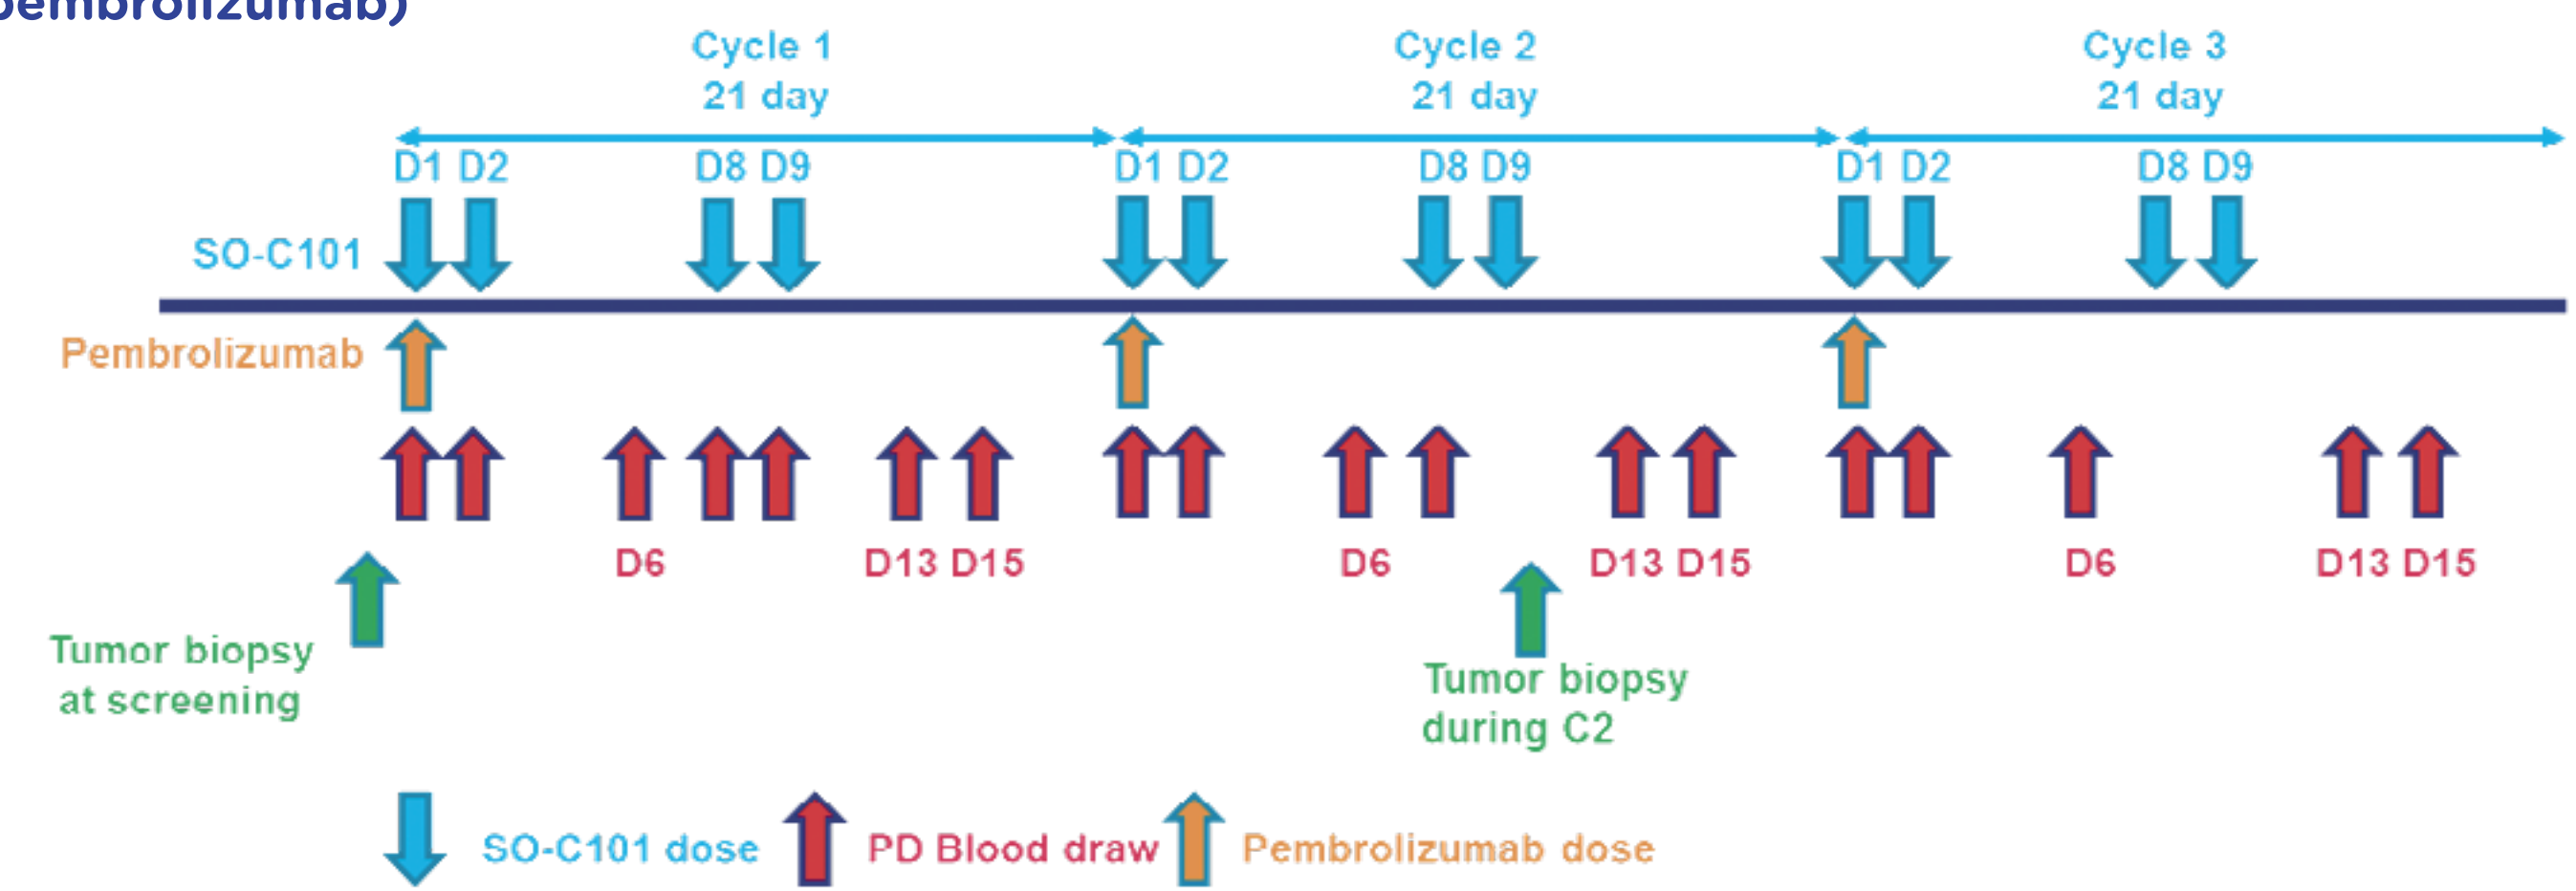 pembrolizumab)
Cycle 1
21 day
Cycle 2
21 day
Cycle 3
21 day
D1 D2 D8 D9 D1 D2 D8 D9 D1 D2 D8 D9
SO-C101
Pembrolizumab
D6 D13 D15 D6 D13 D15 D6 D13 D15
Tumor biopsy
at screening
Tumor biopsy
during C2
SO-C101 dose PD Blood draw Pembrolizumab dose